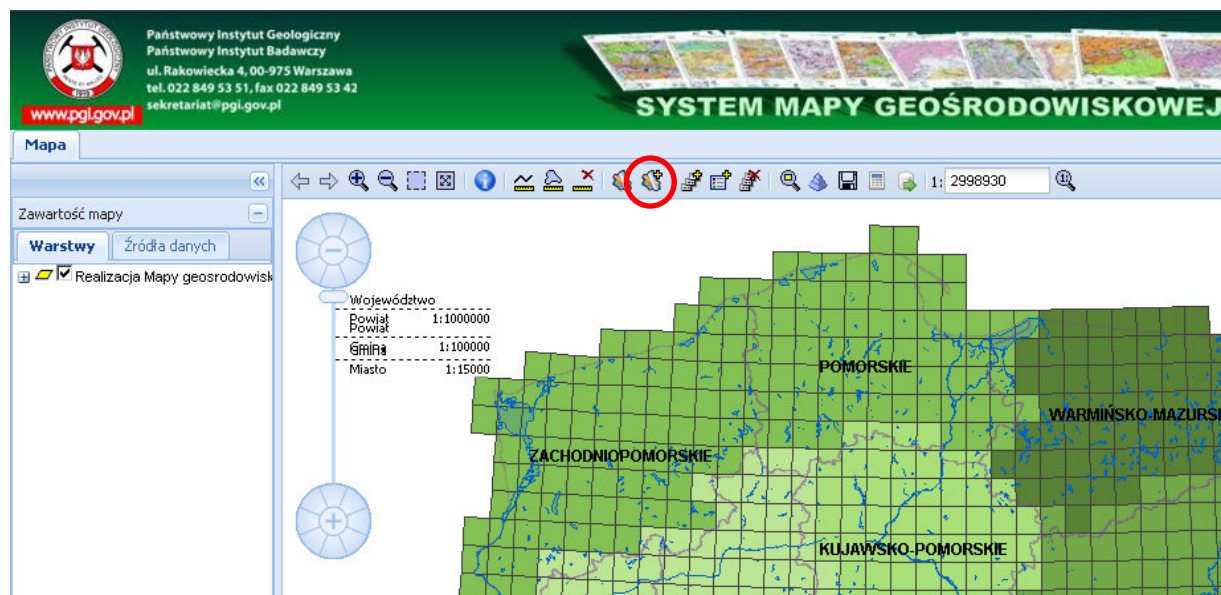 Państwowy Instytut Geologiczny
Państwowy Instytut Badawczy
ul. Rakowiecka 4, 00-975 Warszawa
tel. 022 849 53 51, fax 022 849 53 42
sekretariat@pgi.gov.pl
www.pgi.gov.pl
SYSTEM MAPY GEOŚRODOWISKOWEJ
Mapa
1: 2998930
Zawartość mapy
Warstwy Źródła danych
Realizacja Mapy geosrodowisk
Województwo
Powiat 1:1000000
Powiat
Gmina 1:100000
Miasto 1:15000
POMORSKIE
WARMIŃSKO-MAZURS
ZACHODNIOPOMORSKIE
KUJAWSKO-POMORSKIE